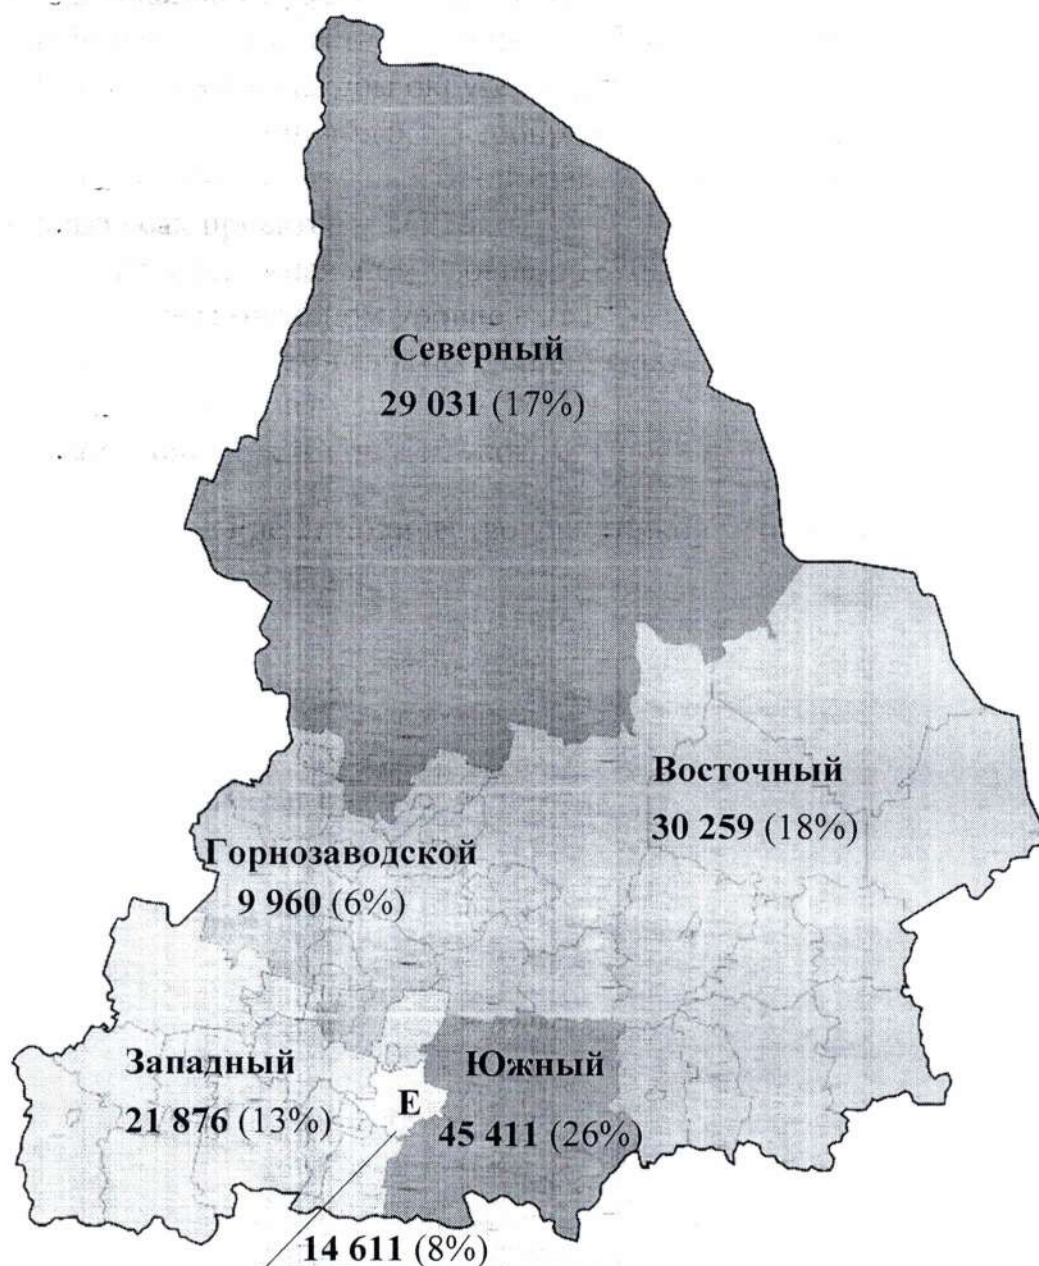 Северный
29 031 (17%)
Восточный
30 259 (18%)
Горнозаводской
9 960 (6%)
Западный
21 876 (13%)
Южный
45 411 (26%)
Е
14 611 (8%)